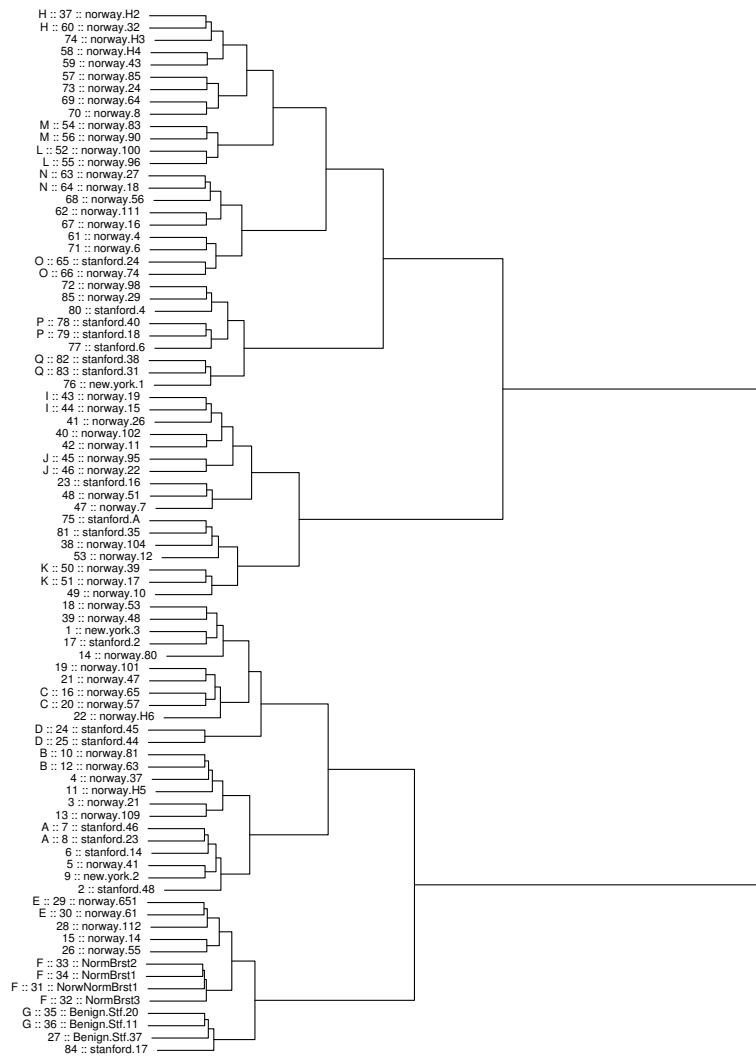 H :: 37 :: norway.H2
H :: 60 :: norway.32
74 :: norway.H3
58 :: norway.H4
59 :: norway.43
57 :: norway.85
73 :: norway.24
69 :: norway.64
70 :: norway.8
M :: 54 :: norway.83
M :: 56 :: norway.90
L :: 52 :: norway.100
L :: 55 :: norway.96
N :: 63 :: norway.27
N :: 64 :: norway.18
68 :: norway.56
62 :: norway.111
67 :: norway.16
61 :: norway.4
71 :: norway.6
O :: 65 :: stanford.24
O :: 66 :: norway.74
72 :: norway.98
85 :: norway.29
80 :: stanford.4
P :: 78 :: stanford.40
P :: 79 :: stanford.18
77 :: stanford.6
Q :: 82 :: stanford.38
Q :: 83 :: stanford.31
76 :: new.york.1
I :: 43 :: norway.19
I :: 44 :: norway.15
41 :: norway.26
40 :: norway.102
42 :: norway.11
J :: 45 :: norway.95
J :: 46 :: norway.22
23 :: stanford.16
48 :: norway.51
47 :: norway.7
75 :: stanford.A
81 :: stanford.35
38 :: norway.104
53 :: norway.12
K :: 50 :: norway.39
K :: 51 :: norway.17
49 :: norway.10
18 :: norway.53
39 :: norway.48
1 :: new.york.3
17 :: stanford.2
14 :: norway.80
19 :: norway.101
21 :: norway.47
C :: 16 :: norway.65
C :: 20 :: norway.57
22 :: norway.H6
D :: 24 :: stanford.45
D :: 25 :: stanford.44
B :: 10 :: norway.81
B :: 12 :: norway.63
4 :: norway.37
11 :: norway.H5
3 :: norway.21
13 :: norway.109
A :: 7 :: stanford.46
A :: 8 :: stanford.23
6 :: stanford.14
5 :: norway.41
9 :: new.york.2
2 :: stanford.48
E :: 29 :: norway.651
E :: 30 :: norway.61
28 :: norway.112
15 :: norway.14
26 :: norway.55
F :: 33 :: NormBrst2
F :: 34 :: NormBrst1
F :: 31 :: NorwNormBrst1
F :: 32 :: NormBrst3
G :: 35 :: Benign.Stf.20
G :: 36 :: Benign.Stf.11
27 :: Benign.Stf.37
84 :: stanford.17